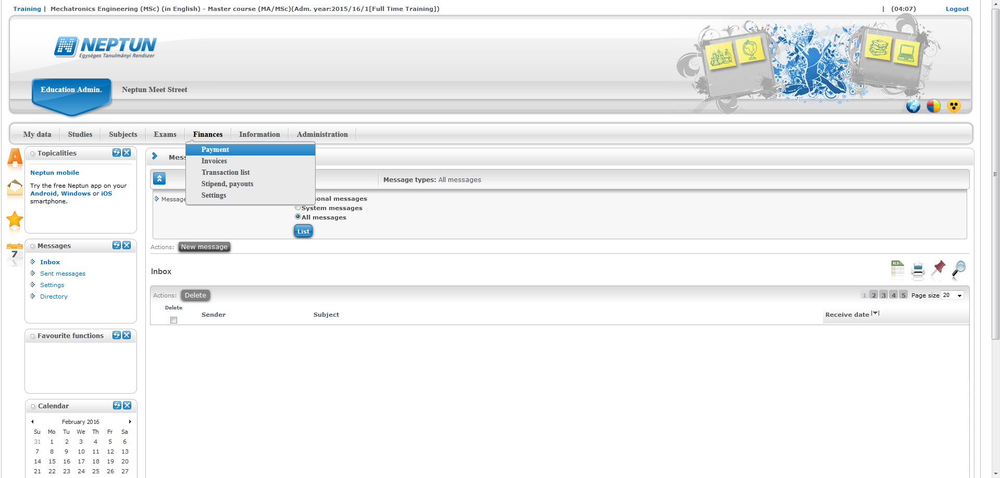 Training | Mechatronics Engineering (MSc) (in English) - Master course (MA/MSc)(Adm. year:2015/16/1[Full Time Training])
| (04:07) Logout
NEPTUN
Egységes Tanulmányi Rendszer
Education Admin. Neptun Meet Street
My data Studies Subjects Exams Finances Information Administration
Payment
Invoices
Transaction list
Stipend, payouts
Settings
Topicalities
Neptun mobile
Try the free Neptun app on your
Android, Windows or iOS
smartphone.
Messages
Inbox
Sent messages
Settings
Directory
Favourite functions
Calendar
February 2016
Su Mo Tu We Th Fr Sa
31 1 2 3 4 5 6
7 8 9 10 11 12 13
14 15 16 17 18 19 20
21 22 23 24 25 26 27
7
Mes
Message types: All messages
Message
onal messages
System messages
All messages
List
Actions: New message
Inbox
XLS
Actions: Delete
1 2 3 4 5 Page size 20
Delete
Sender Subject Receive date